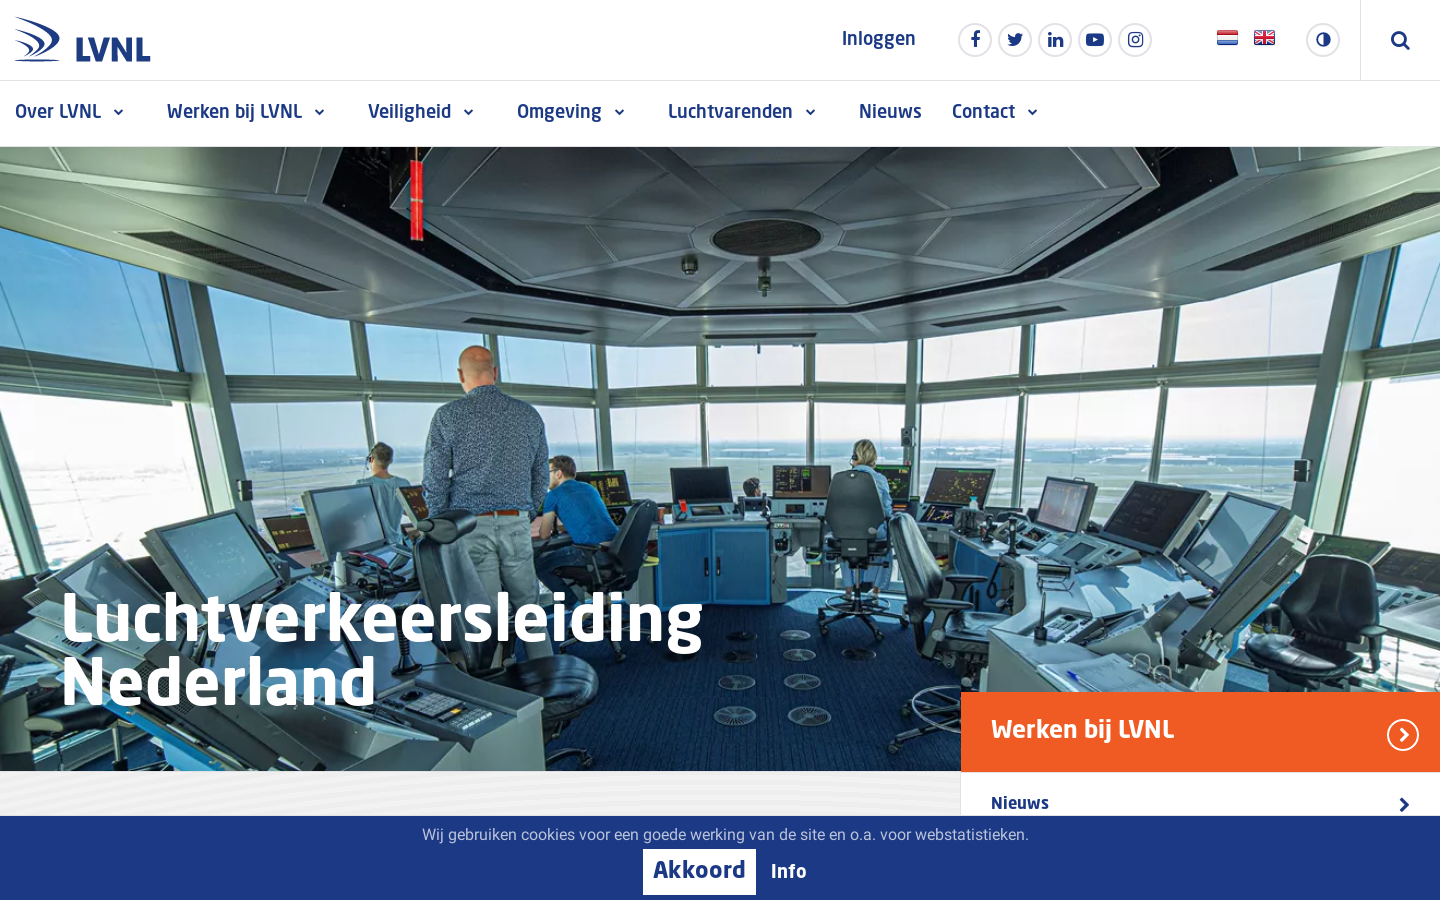 LVNL
Inloggen
Over LVNL
Werken bij LVNL
Veiligheid
Omgeving
Luchtvarenden
Nieuws
Contact
Luchtverkeersleiding
Nederland
Werken bij LVNL
Nieuws
Wij gebruiken cookies voor een goede werking van de site en o.a. voor webstatistieken.
Akkoord
Info